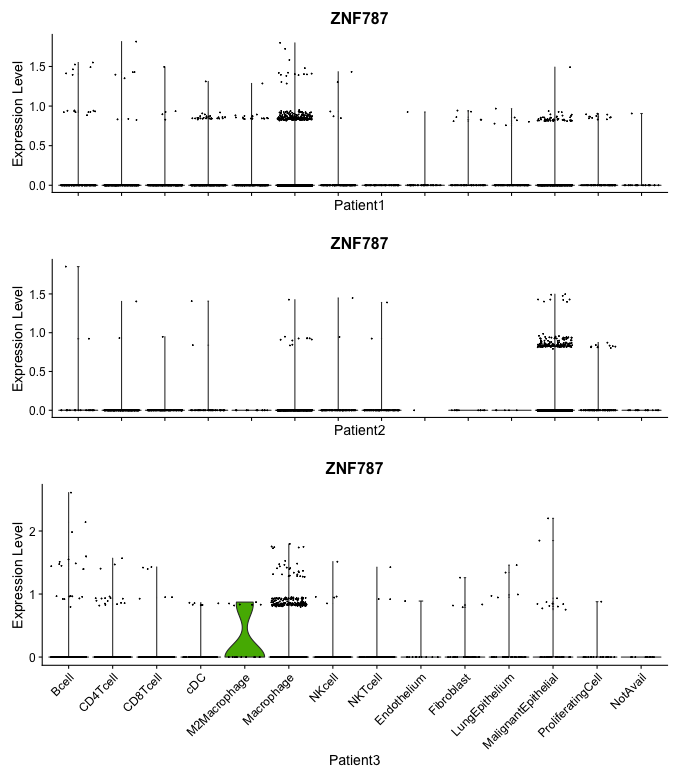 ZNF787
Expression Level
1.5
1.0
0.5
0.0
Patient1
ZNF787
Expression Level
1.5
1.0
0.5
0.0
Patient2
ZNF787
Expression Level
2
1
0
Bcell
CD4Tcell
CD8Tcell
cDC
M2Macrophage
Macrophage
NKcell
NKTcell
Endothelium
Fibroblast
LungEpithelium
MalignantEpithelial
ProliferatingCell
NotAvail
Patient3